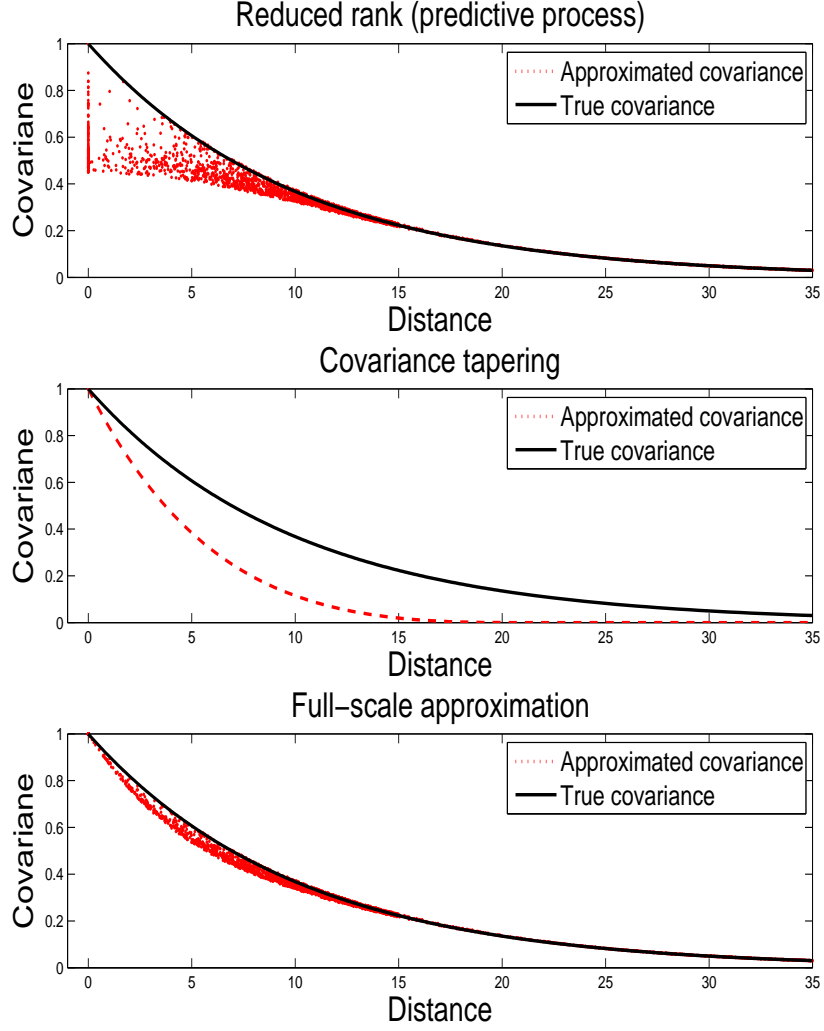 Reduced rank (predictive process)
Approximated covariance
True covariance
Covariane
1
0.8
0.6
0.4
0.2
0
0 5 10 15 20 25 30 35
Distance
Covariance tapering
Approximated covariance
True covariance
Covariane
1
0.8
0.6
0.4
0.2
0
0 5 10 15 20 25 30 35
Distance
Full−scale approximation
Approximated covariance
True covariance
Covariane
1
0.8
0.6
0.4
0.2
0
0 5 10 15 20 25 30 35
Distance